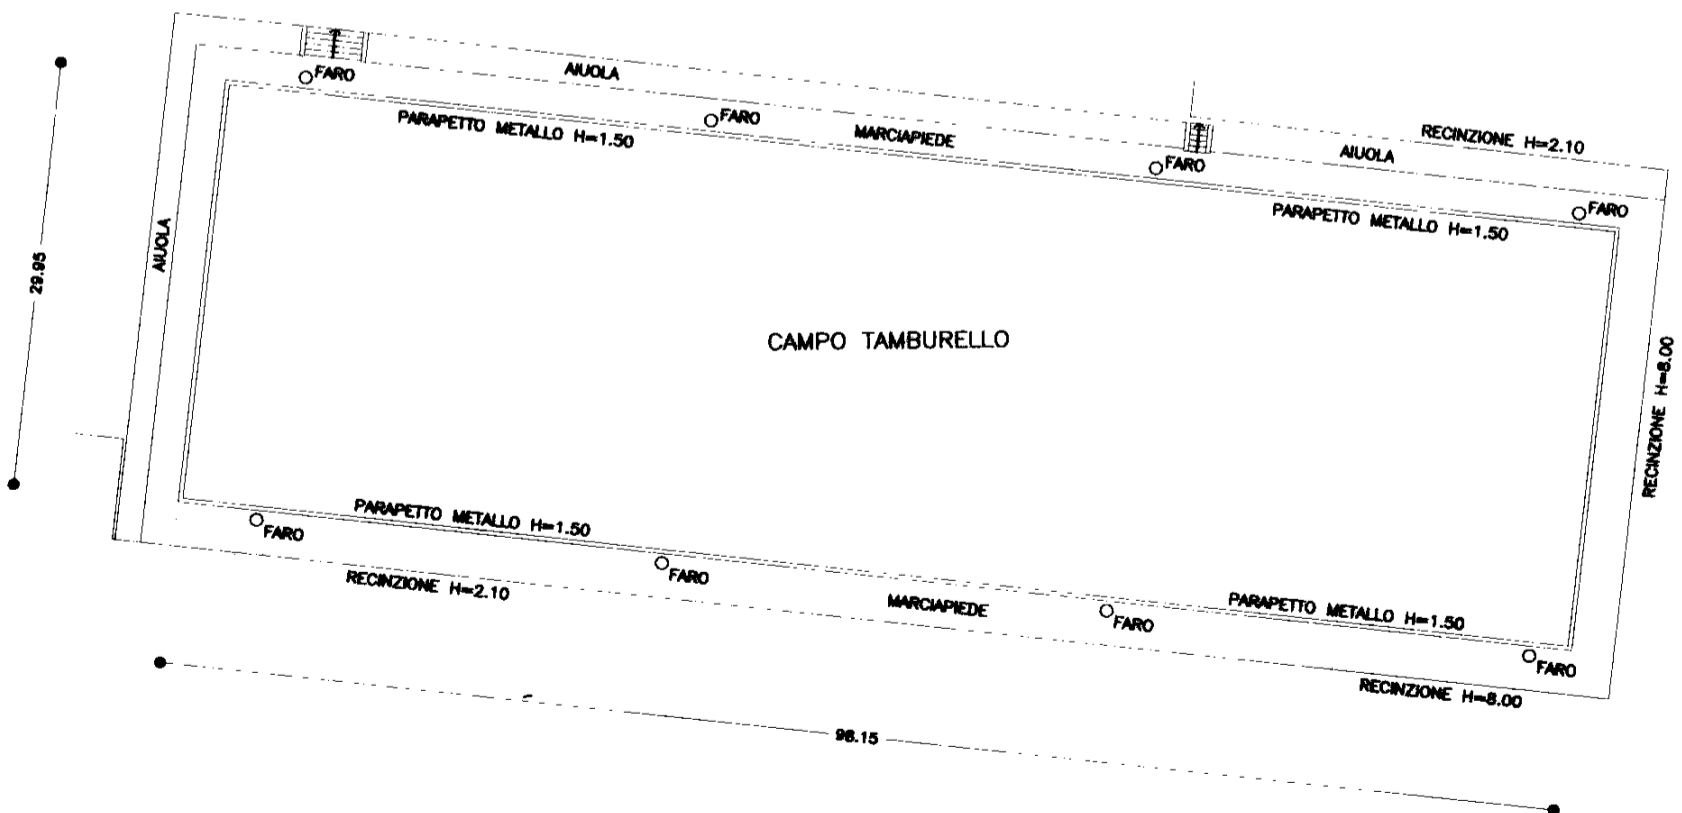 FARO
AIUOLA
FARO
PARAPETTO METALLO H=1.50
MARCIAPIEDE
RECINZIONE H=2.10
AIUOLA
FARO
FARO
PARAPETTO METALLO H=1.50
AIUOLA
29.95
CAMPO TAMBURELLO
RECINZIONE H=8.00
PARAPETTO METALLO H=1.50
FARO
FARO
RECINZIONE H=2.10
MARCIAPIEDE
PARAPETTO METALLO H=1.50
FARO
FARO
RECINZIONE H=8.00
98.15